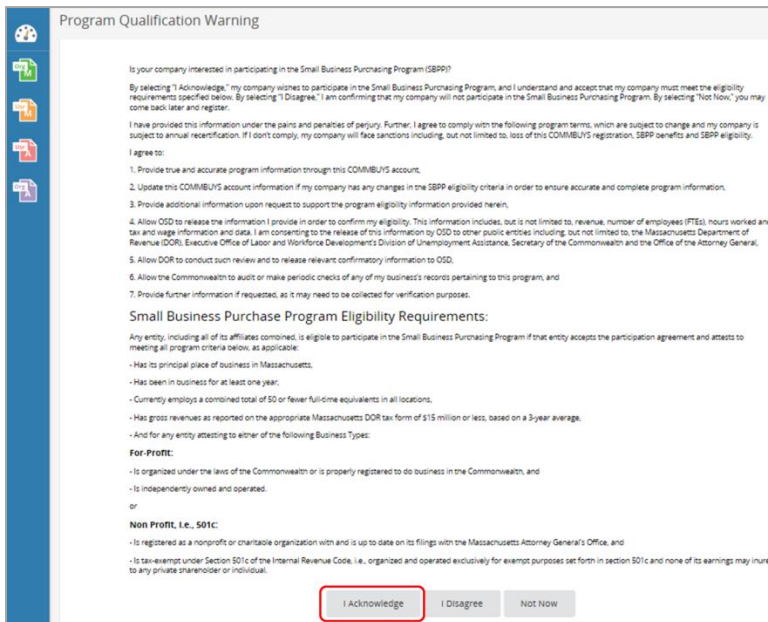 Program Qualification Warning
Org
M
Is your company interested in participating in the Small Business Purchasing Program (SBPP)?
By selecting "I Acknowledge," my company wishes to participate in the Small Business Purchasing Program, and I understand and accept that my company must meet the eligibility
requirements specified below. By selecting "I Disagree," I am confirming that my company will not participate in the Small Business Purchasing Program. By selecting "Not Now," you may
come back later and register.
I have provided this information under the pains and penalties of perjury. Further, I agree to comply with the following program terms, which are subject to change and my company is
subject to annual recertification. If I don't comply, my company will face sanctions including, but not limited to, loss of this COMMBUYS registration, SBPP benefits and SBPP eligibility.
I agree to:
1. Provide true and accurate program information through this COMMBUYS account,
2. Update this COMMBUYS account information if my company has any changes in the SBPP eligibility criteria in order to ensure accurate and complete program information,
3. Provide additional information upon request to support the program eligibility information provided herein,
4. Allow OSD to release the information I provide in order to confirm my eligibility. This information includes, but is not limited to, revenue, number of employees (FTEs), hours worked and
tax and wage information and data. I am consenting to the release of this information by OSD to other public entities including, but not limited to, the Massachusetts Department of
Revenue (DOR), Executive Office of Labor and Workforce Development's Division of Unemployment Assistance, Secretary of the Commonwealth and the Office of the Attorney General,
5. Allow DOR to conduct such review and to release relevant confirmatory information to OSD,
6. Allow the Commonwealth to audit or make periodic checks of any of my business's records pertaining to this program, and
7. Provide further information if requested, as it may need to be collected for verification purposes.
Small Business Purchase Program Eligibility Requirements:
Any entity, including all of its affiliates combined, is eligible to participate in the Small Business Purchasing Program if that entity accepts the participation agreement and attests to
meeting all program criteria below, as applicable:
- Has its principal place of business in Massachusetts,
- Has been in business for at least one year,
- Currently employs a combined total of 50 or fewer full-time equivalents in all locations,
- Has gross revenues as reported on the appropriate Massachusetts DOR tax form of $15 million or less, based on a 3-year average,
- And for any entity attesting to either of the following Business Types:
For-Profit:
- Is organized under the laws of the Commonwealth or is properly registered to do business in the Commonwealth, and
- Is independently owned and operated.
or
Non Profit, i.e., 501c:
- Is registered as a nonprofit or charitable organization with and is up to date on its filings with the Massachusetts Attorney General's Office, and
- Is tax-exempt under Section 501c of the Internal Revenue Code, i.e., organized and operated exclusively for exempt purposes set forth in section 501c and none of its earnings may inure
to any private shareholder or individual.
I Acknowledge I Disagree Not Now